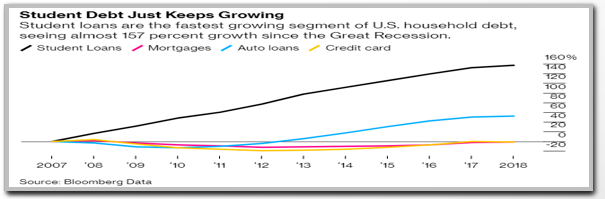 Student Debt Just Keeps Growing
Student loans are the fastest growing segment of U.S. household debt,
seeing almost 157 percent growth since the Great Recession.
Student Loans Mortgages Auto loans Credit card
160%
140
120
100
80
60
40
20
0
-20
2007 '08 '09 '10 '11 '12 '13 '14 '15 '16 '17 2018
Source: Bloomberg Data